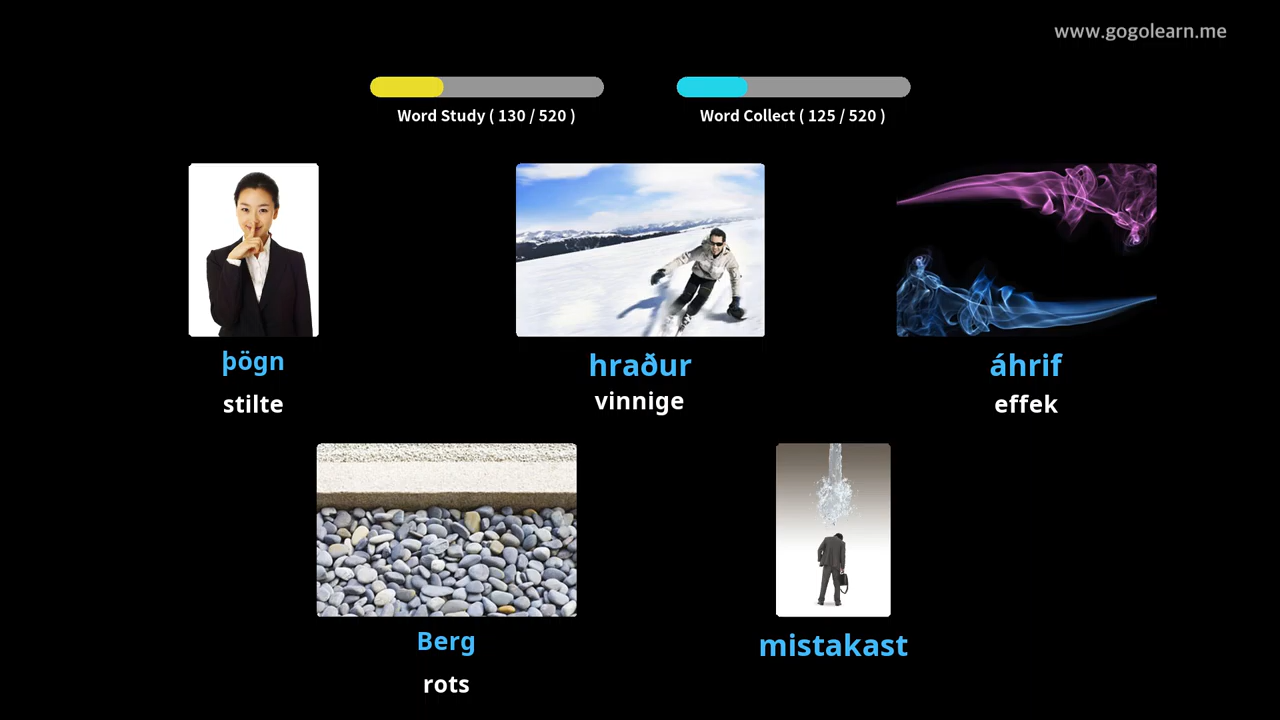 www.gogolearn.me
Word Study ( 130 / 520 )
Word Collect ( 125 / 520 )
þögn
hraður
áhrif
stilte
vinnige
effek
Berg
mistakast
rots